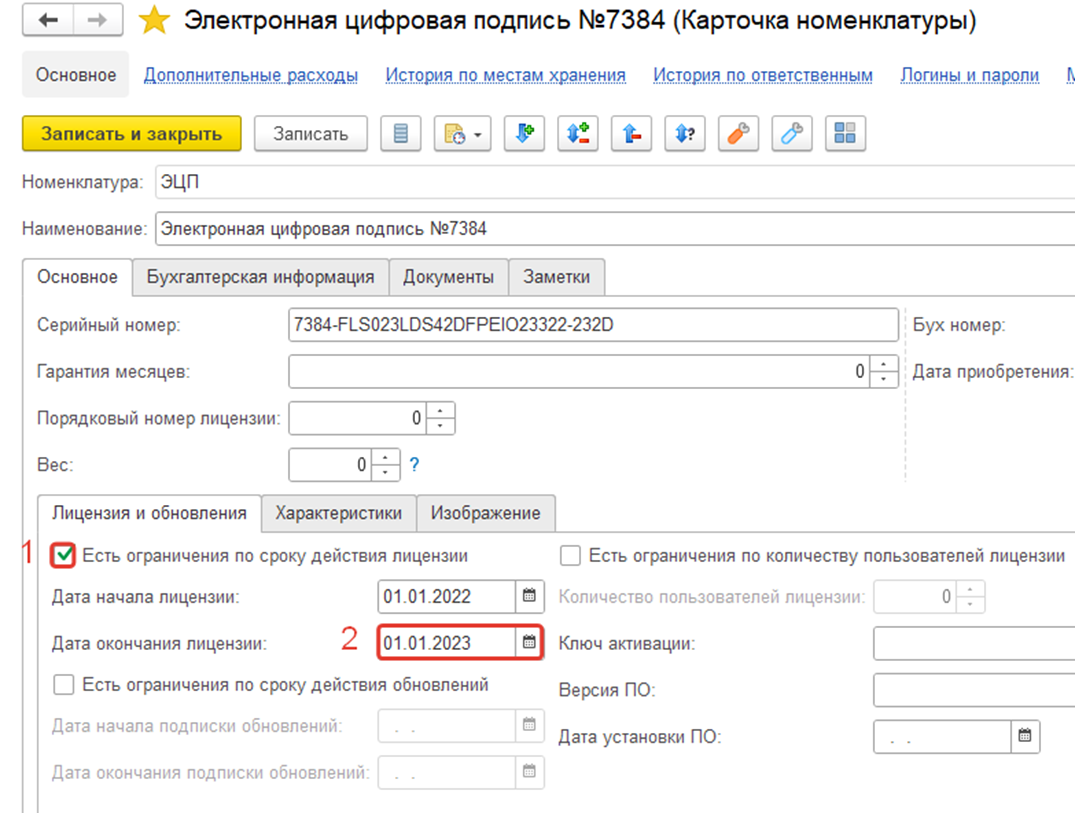 Электронная цифровая подпись №7384 (Карточка номенклатуры)
Основное Дополнительные расходы История по местам хранения История по ответственным Логины и пароли
Записать и закрыть Записать
Номенклатура: ЭЦП
Наименование: Электронная цифровая подпись №7384
Основное Бухгалтерская информация Документы Заметки
Серийный номер: 7384-FLS023LDS42DFPEIO23322-232D Бух номер:
Гарантия месяцев: 0 Дата приобретения:
Порядковый номер лицензии: 0
Вес: 0 ?
Лицензия и обновления Характеристики Изображение
1 Есть ограничения по сроку действия лицензии Есть ограничения по количеству пользователей лицензии
Дата начала лицензии: 01.01.2022 Количество пользователей лицензии: 0
Дата окончания лицензии: 2 01.01.2023 Ключ активации:
Есть ограничения по сроку действия обновлений Версия ПО:
Дата начала подписки обновлений: . . Дата установки ПО: . .
Дата окончания подписки обновлений: . .